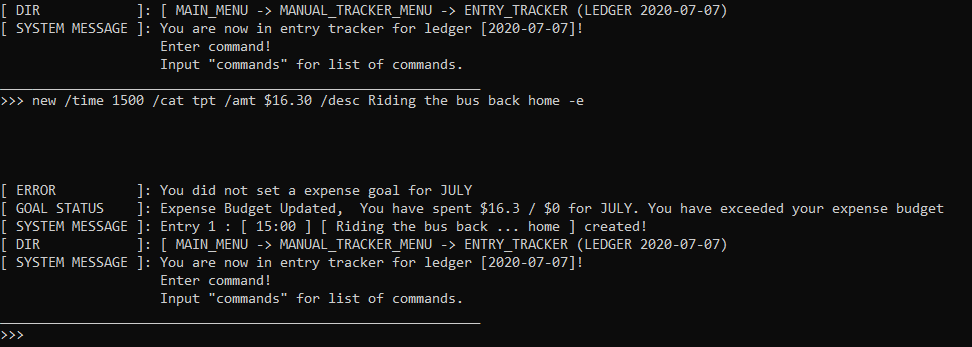 [ DIR            ]: [ MAIN_MENU -> MANUAL_TRACKER_MENU -> ENTRY_TRACKER (LEDGER 2020-07-07)
[ SYSTEM MESSAGE ]: You are now in entry tracker for ledger [2020-07-07]!
                    Enter command!
                    Input "commands" for list of commands.
____________________________________________________________
>>> new /time 1500 /cat tpt /amt $16.30 /desc Riding the bus back home -e
[ ERROR          ]: You did not set a expense goal for JULY
[ GOAL STATUS    ]: Expense Budget Updated,  You have spent $16.3 / $0 for JULY. You have exceeded your expense budget
[ SYSTEM MESSAGE ]: Entry 1 : [ 15:00 ] [ Riding the bus back ... home ] created!
[ DIR            ]: [ MAIN_MENU -> MANUAL_TRACKER_MENU -> ENTRY_TRACKER (LEDGER 2020-07-07)
[ SYSTEM MESSAGE ]: You are now in entry tracker for ledger [2020-07-07]!
                    Enter command!
                    Input "commands" for list of commands.
____________________________________________________________
>>>